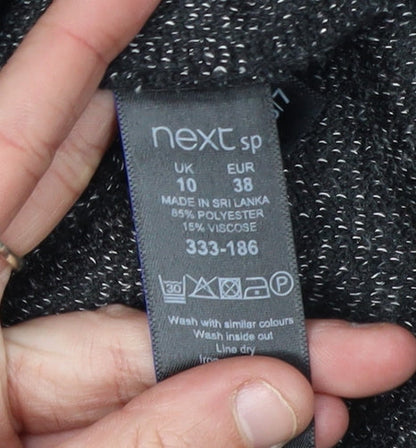 next sp
UK EUR
10 38
MADE IN SRI LANKA
85% POLYESTER
15% VISCOSE
333-186
30 P
Wash with similar colours
Wash inside out
Line dry
Iron